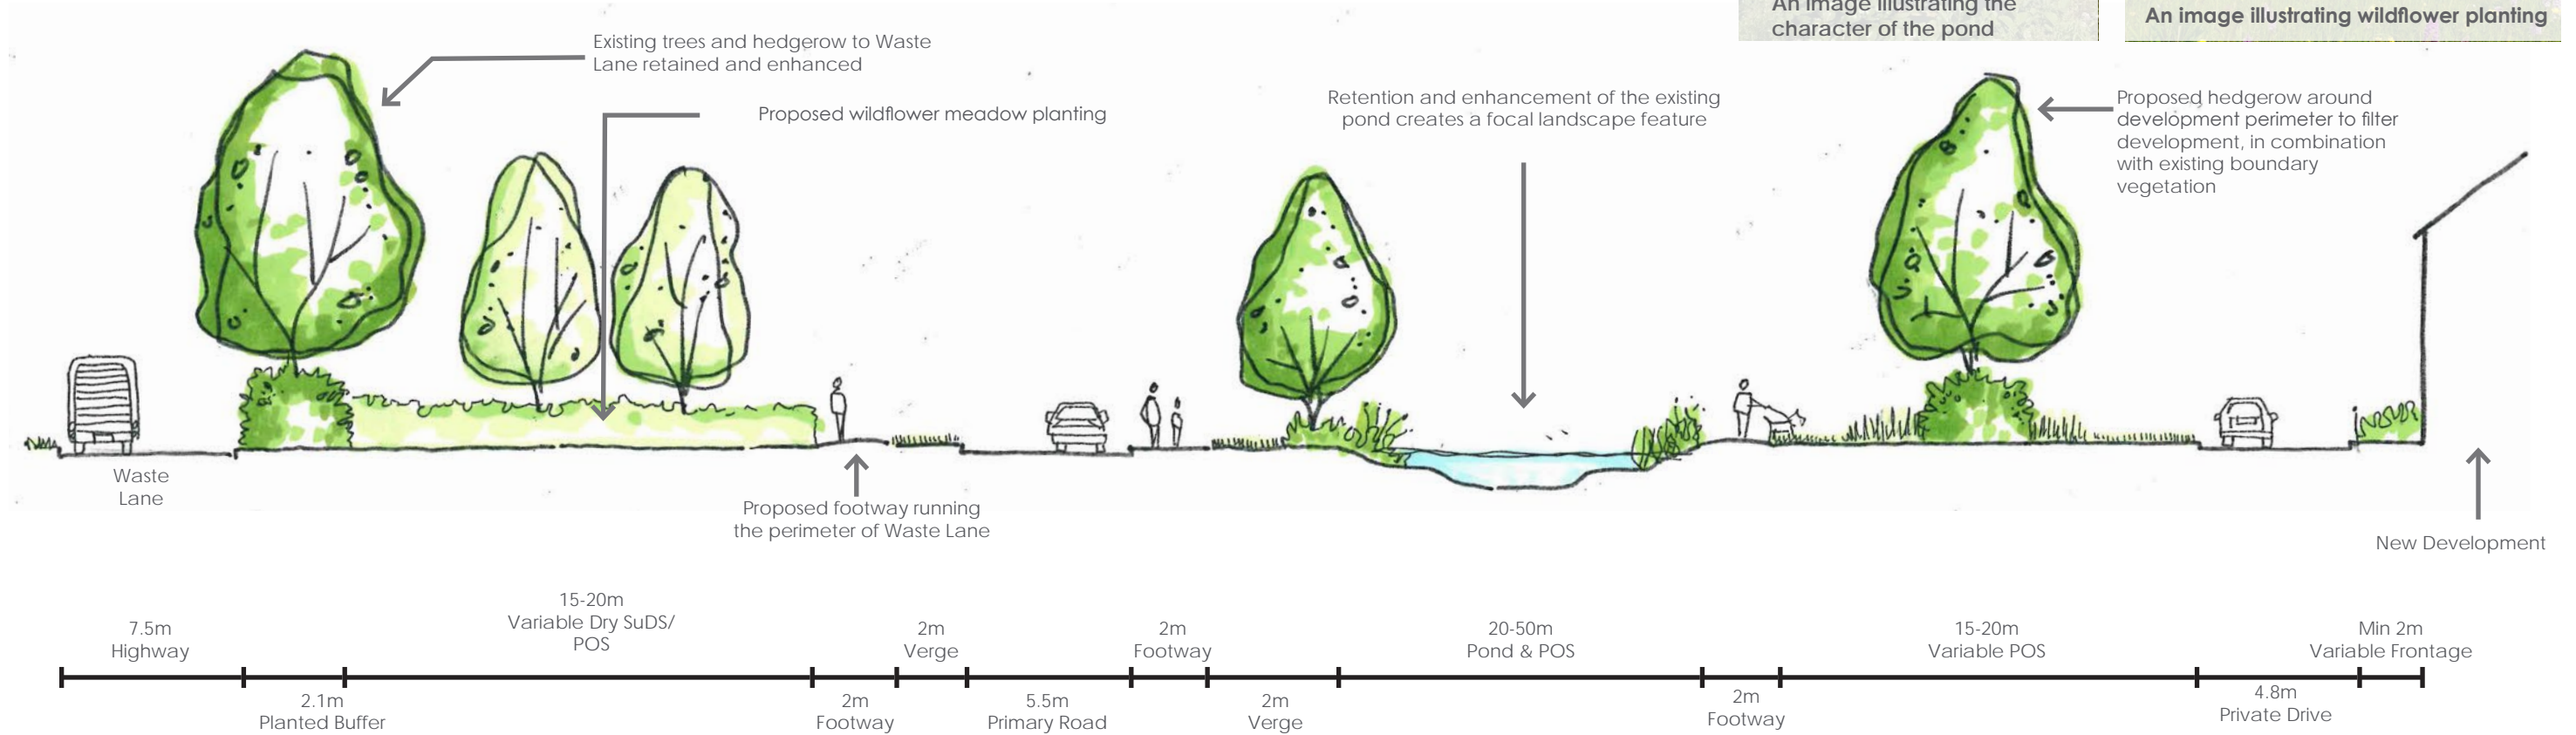 An image illustrating the
character of the pond
An image illustrating wildflower planting
Existing trees and hedgerow to Waste
Lane retained and enhanced
Proposed wildflower meadow planting
Retention and enhancement of the existing
pond creates a focal landscape feature
Proposed hedgerow around
development perimeter to filter
development, in combination
with existing boundary
vegetation
Waste
Lane
Proposed footway running
the perimeter of Waste Lane
New Development
7.5m
Highway
2.1m
Planted Buffer
15-20m
Variable Dry SuDS/
POS
2m
Footway
2m
Verge
5.5m
Primary Road
2m
Footway
2m
Verge
20-50m
Pond & POS
2m
Footway
15-20m
Variable POS
4.8m
Private Drive
Min 2m
Variable Frontage